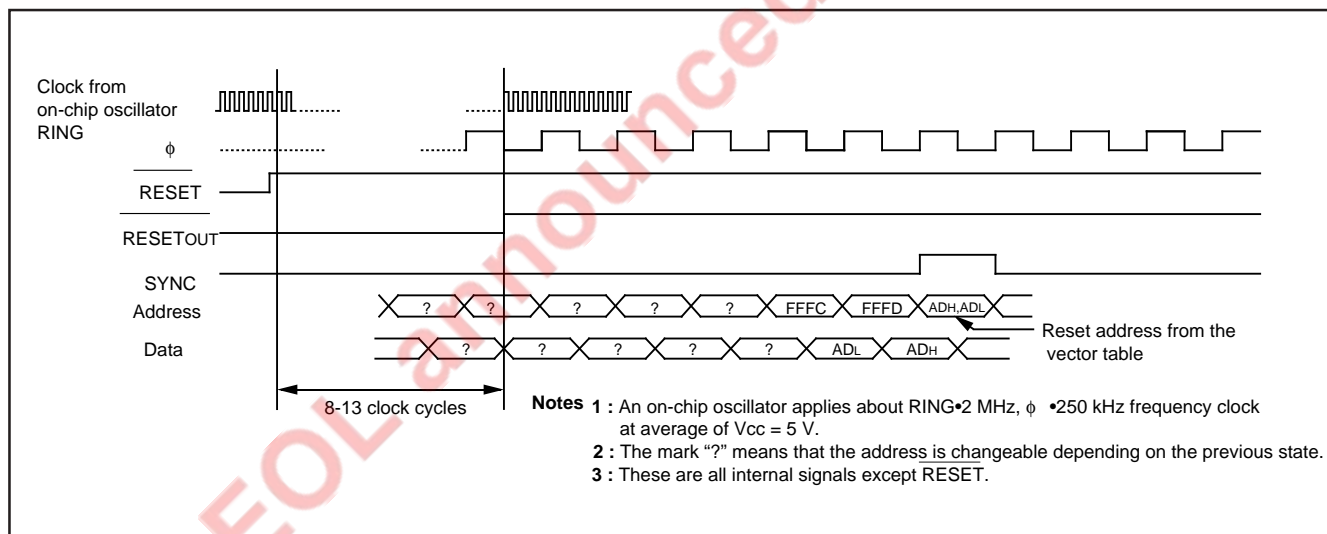 Clock from
on-chip oscillator
RING
ϕ
RESET
RESETOUT
SYNC
Address
? ? ? ? ? FFFC FFFD ADH,ADL
Reset address from the
vector table
Data
? ? ? ? ? ADL ADH
8-13 clock cycles
Notes 1 : An on-chip oscillator applies about RING•2 MHz, ϕ •250 kHz frequency clock
at average of Vcc = 5 V.
2 : The mark “?” means that the address is changeable depending on the previous state.
3 : These are all internal signals except RESET.
EOL announced